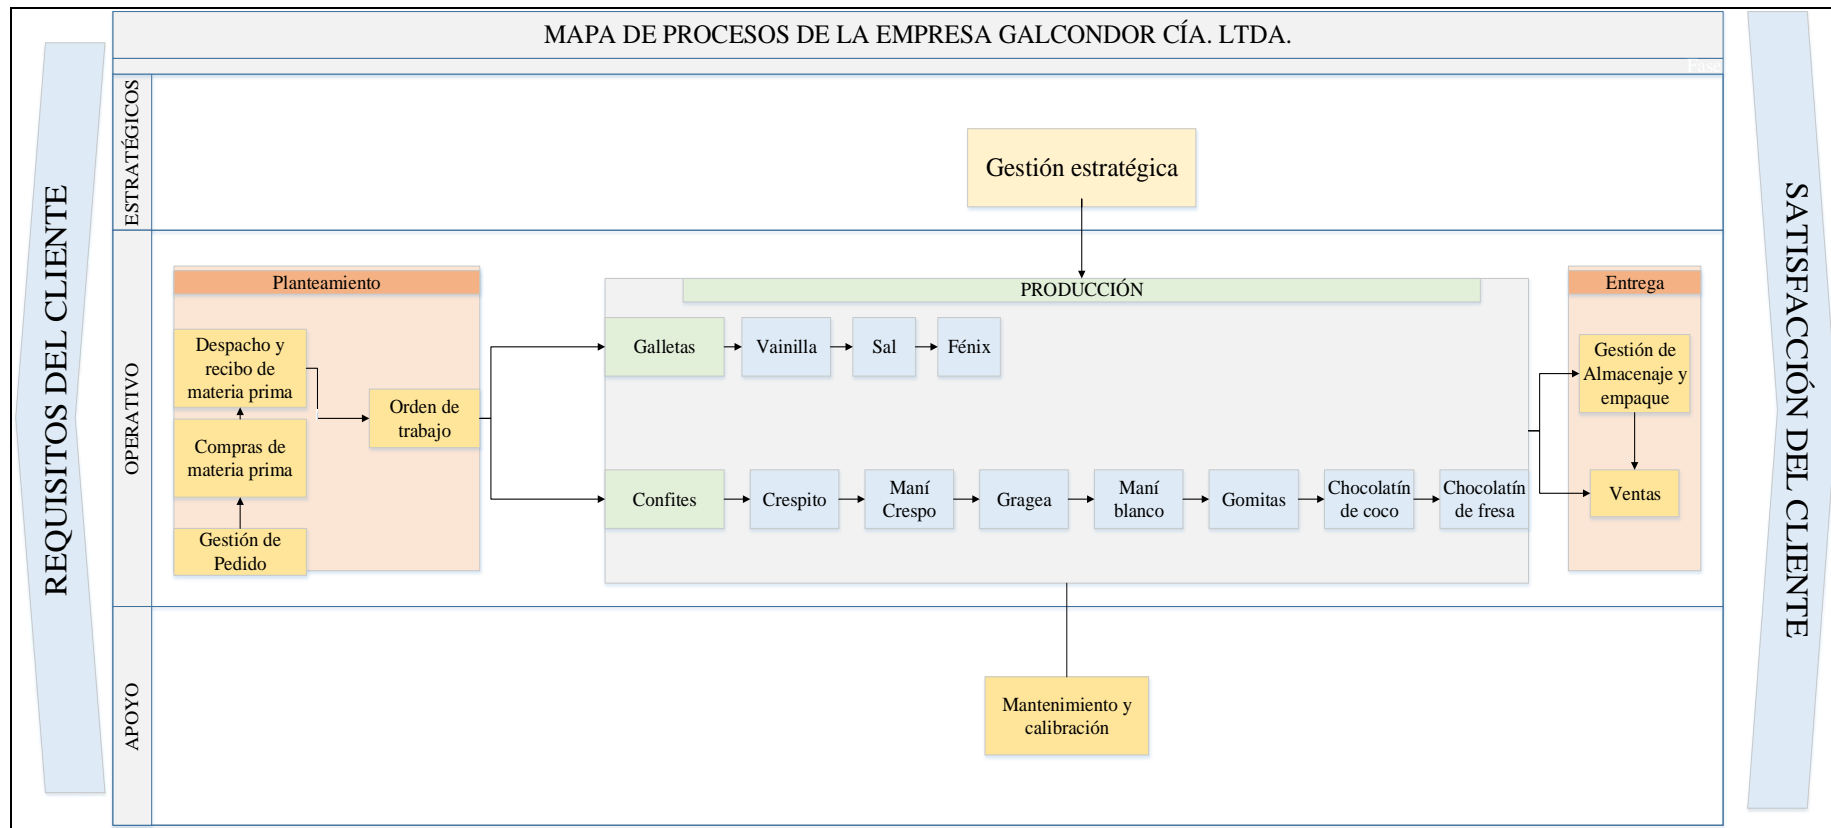 MAPA DE PROCESOS DE LA EMPRESA GALCONDOR CÍA. LTDA.
Fase
REQUISITOS DEL CLIENTE
ESTRATÉGICOS
Gestión estratégica
OPERATIVO
Planteamiento
Despacho y
recibo de
materia prima
Compras de
materia prima
Gestión de
Pedido
Orden de
trabajo
PRODUCCIÓN
Galletas
Vainilla
Sal
Fénix
Confites
Crespito
Maní
Crespo
Gragea
Maní
blanco
Gomitas
Chocolatín
de coco
Chocolatín
de fresa
Entrega
Gestión de
Almacenaje y
empaque
Ventas
APOYO
Mantenimiento y
calibración
SATISFACCIÓN DEL CLIENTE